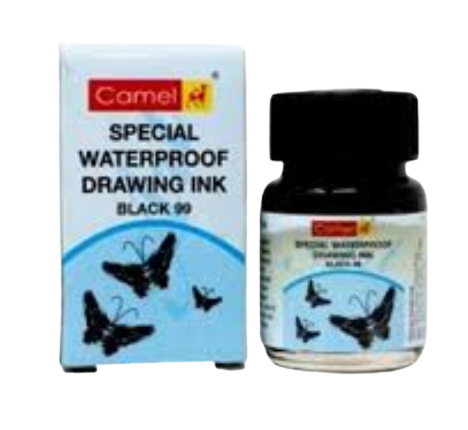 Camel
®
SPECIAL
WATERPROOF
DRAWING INK
BLACK 99
Camel
SPECIAL WATERPROOF
DRAWING INK
BLACK 99